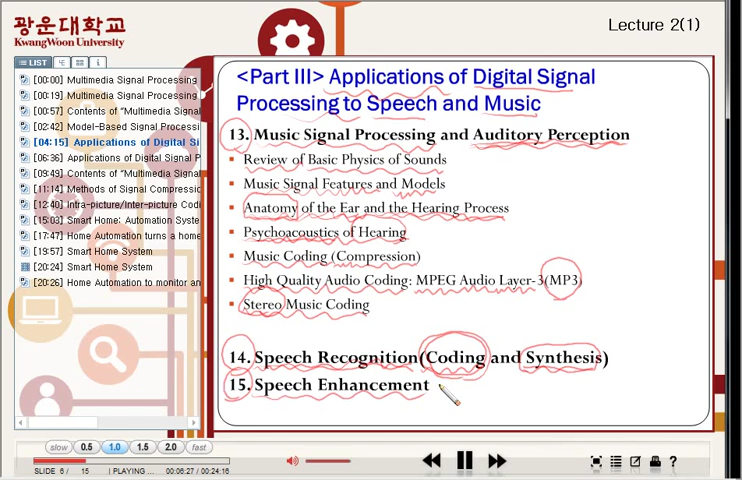 광운대학교
KwangWoon University
Lecture 2(1)
LIST
[00:00] Multimedia Signal Processing
[00:19] Multimedia Signal Processing
[00:57] Contents of "Multimedia Signal
[02:42] Model-Based Signal Processi
[04:15] Applications of Digital Si
[06:36] Applications of Digital Signal P
[09:49] Contents of "Multimedia Signal
[11:14] Methods of Signal Compressi
[12:40] Intra-picture/Inter-picture Codi
Smart Home: Automation Syste
[17:47] Home Automation turns a home
[19:57] Smart Home System
[20:24] Smart Home System
[20:26] Home Automation to monitor an
<Part III> Applications of Digital Signal
Processing to Speech and Music
13. Music Signal Processing and Auditory Perception
▪ Review of Basic Physics of Sounds
▪ Music Signal Features and Models
▪ Anatomy of the Ear and the Hearing Process
▪ Psychoacoustics of Hearing
▪ Music Coding (Compression)
▪ High Quality Audio Coding: MPEG Audio Layer-3(MP3)
▪ Stereo Music Coding
14. Speech Recognition(Coding and Synthesis)
15. Speech Enhancement
slow 0.5 1.0 1.5 2.0 fast
SLIDE 6 / 15 | PLAYING ... 00:06:27 / 00:24:16